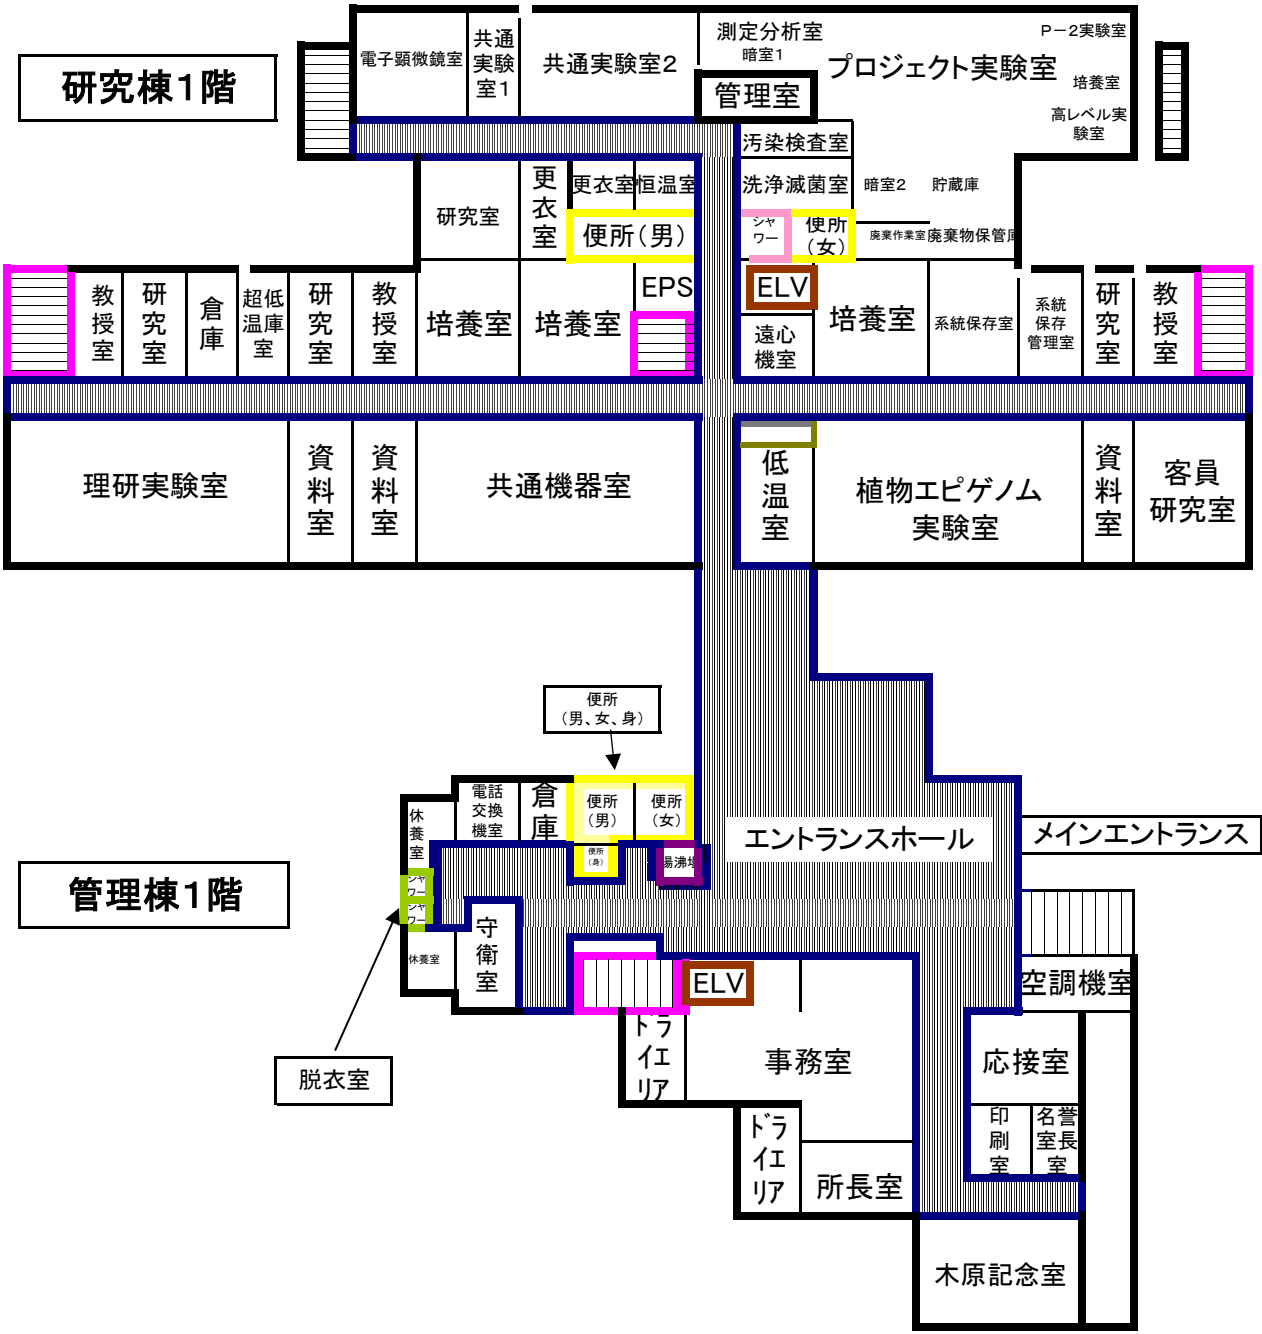 研究棟１階
電子顕微鏡室
共通
実験
室１
共通実験室２
測定分析室
暗室１
プロジェクト実験室
Ｐ－２実験室
培養室
高レベル実
験室
管理室
汚染検査室
洗浄滅菌室
暗室２
貯蔵庫
研究室
更衣室
更衣室
恒温室
便所（男）
シャ
ワー
便所
（女）
廃棄作業室
廃棄物保管庫
教授室
研究室
倉庫
超低
温庫
室
研究室
教授室
培養室
培養室
EPS
ELV
遠心
機室
培養室
系統保存室
系統
保存
管理室
研究室
教授室
理研実験室
資料室
資料室
共通機器室
低温室
植物エピゲノム
実験室
資料室
客員
研究室
便所
（男、女、身）
休養室
電話
交換
機室
倉庫
便所
（男）
便所
（女）
便所
（身）
湯沸場
エントランスホール
メインエントランス
管理棟１階
シャ
ワー
シャ
ワー
守衛室
休養室
ELV
空調機室
脱衣室
ドラ
イエ
リア
事務室
応接室
ドラ
イエ
リア
印刷室
名誉
室長
室
所長室
木原記念室